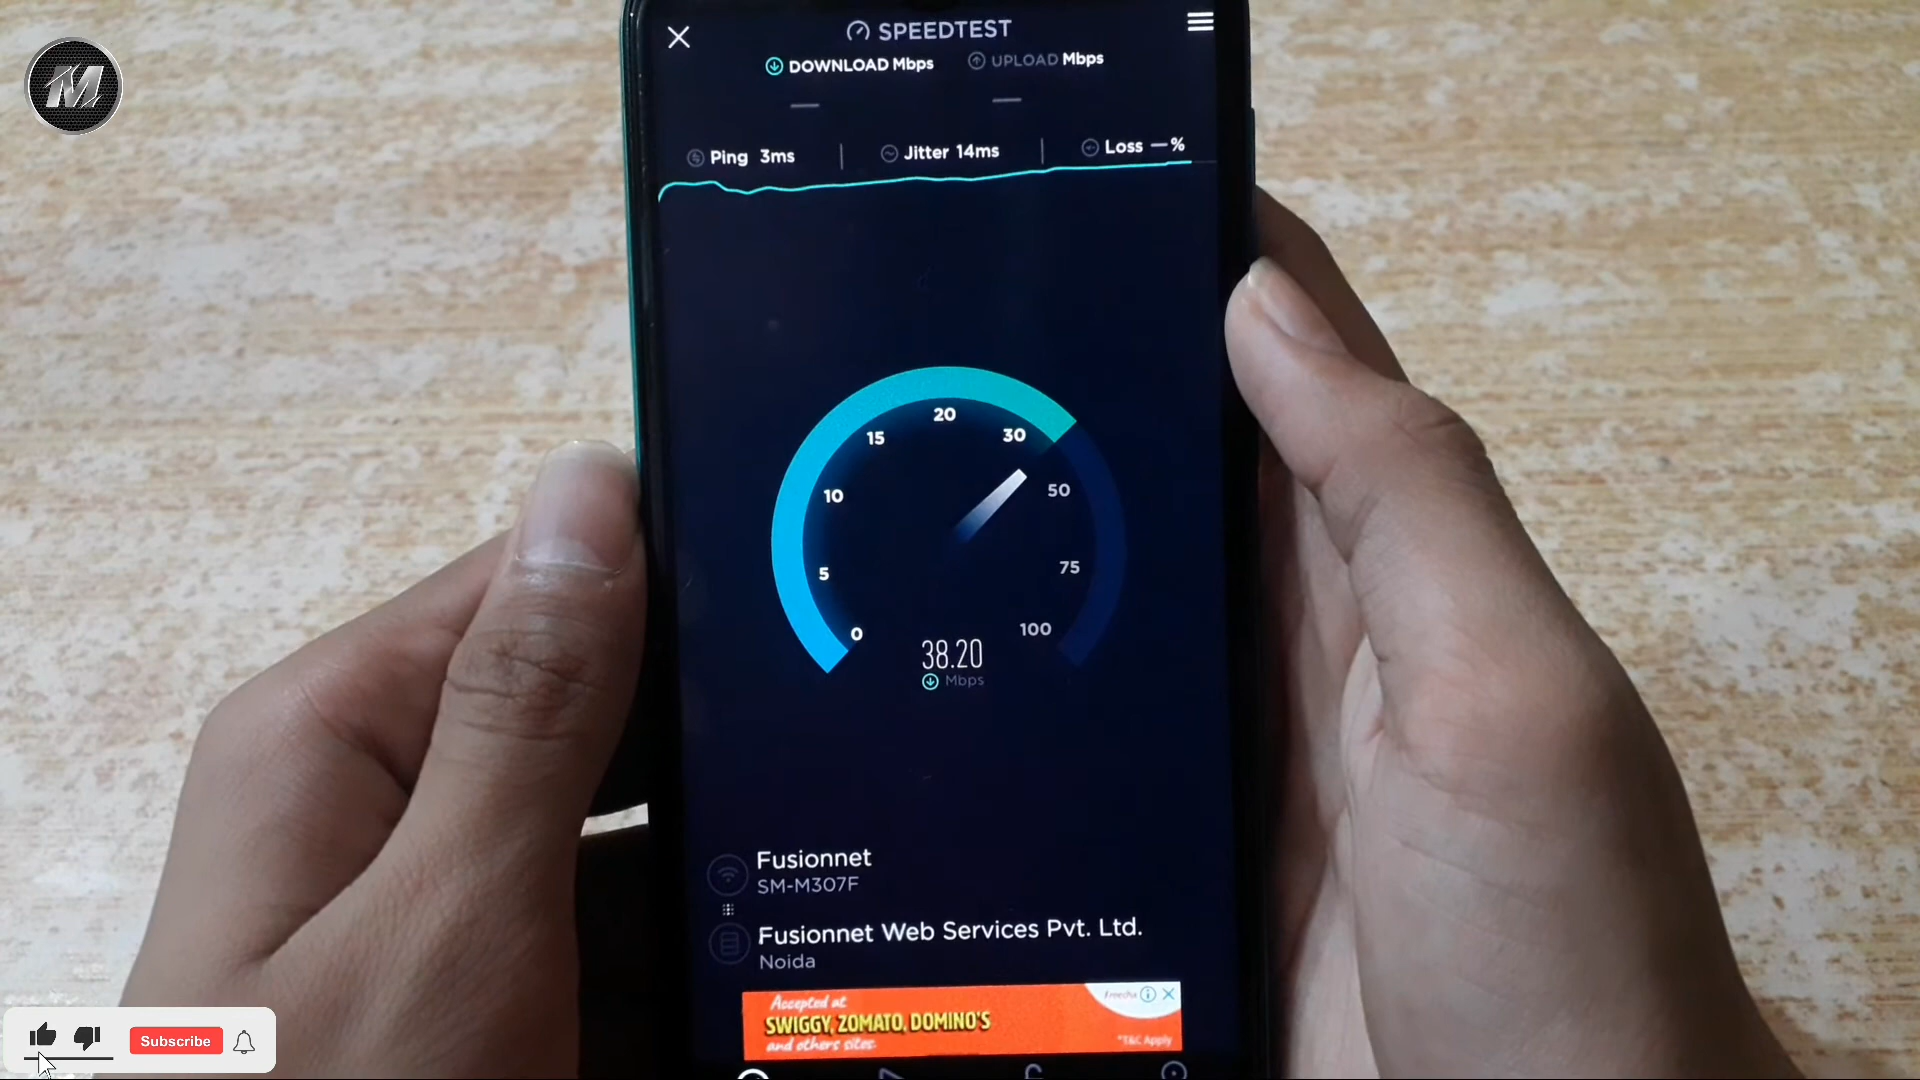 M
SPEEDTEST
DOWNLOAD Mbps
UPLOAD Mbps
Ping 3ms
Jitter 14ms
Loss —%
20
15
30
10
50
5
75
0
100
38.20
Mbps
Fusionnet
SM-M307F
Fusionnet Web Services Pvt. Ltd.
Noida
Accepted at
SWIGGY, ZOMATO, DOMINO'S
and others sites.
*T&C Apply
Subscribe